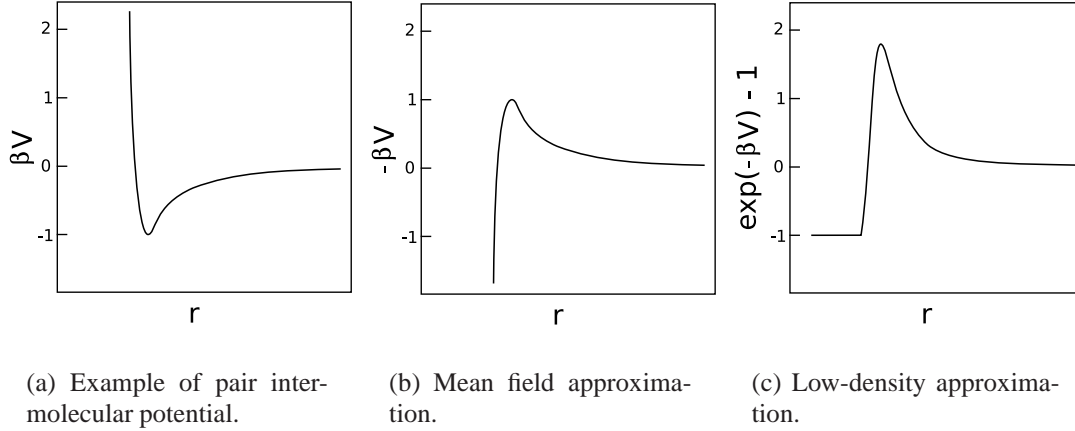 2
1
0
-1
βV
r
(a) Example of pair inter-
molecular potential.
2
1
0
-1
-βV
r
(b) Mean field approxima-
tion.
2
1
0
-1
exp(-βV) - 1
r
(c) Low-density approxima-
tion.